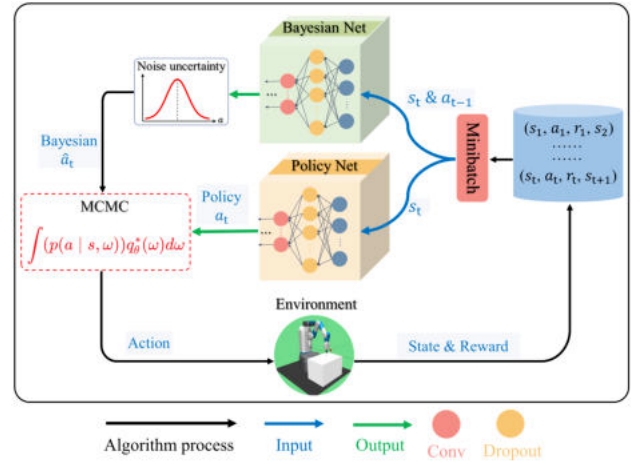 Bayesian Net
Noise uncertainty
a
...
s_t & a_{t−1}
Minibatch
(s_1, a_1, r_1, s_2)
......
......
(s_t, a_t, r_t, s_{t+1})
Bayesian
â_t
Policy Net
Policy
a_t
...
s_t
MCMC
∫(p(a | s, ω))q_θ^*(ω)dω
Environment
Action
State & Reward
Algorithm process
Input
Output
Conv
Dropout